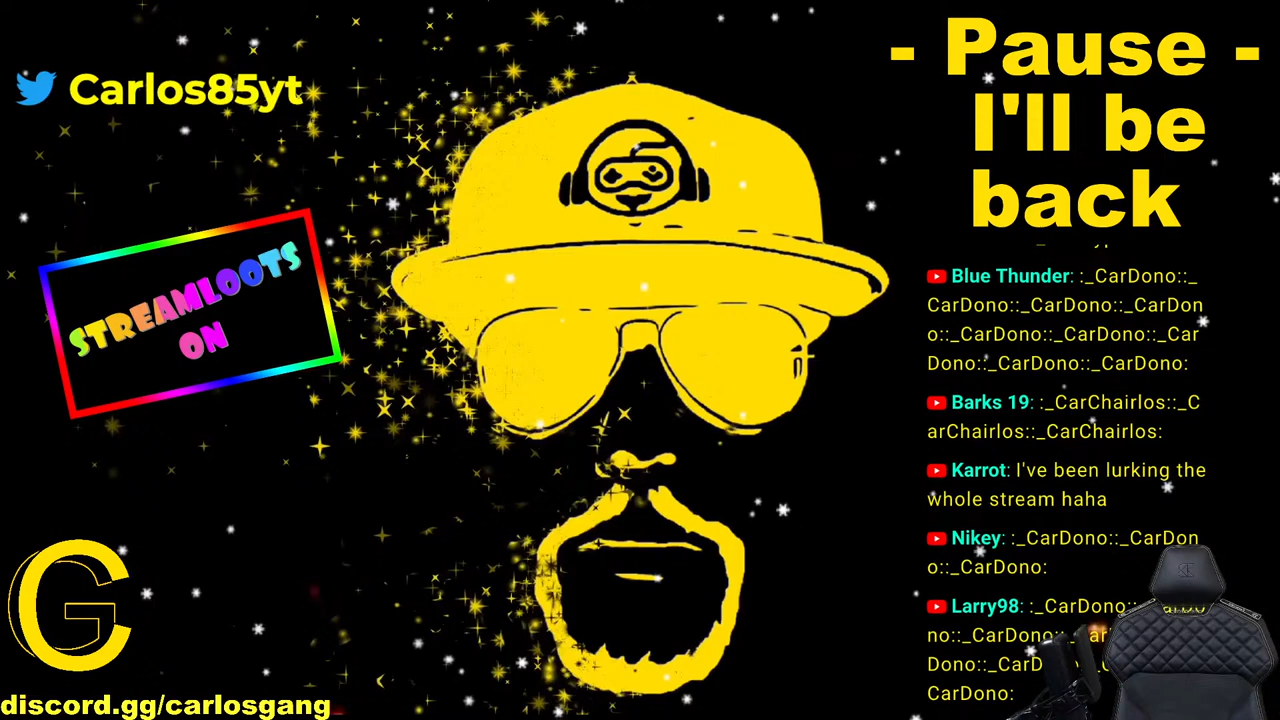 Carlos85yt
STREAMLOOTS
ON
discord.gg/carlosgang
- Pause -
I'll be
back
Blue Thunder: :_CarDono::_
CarDono::_CarDono::_CarDon
o::_CarDono::_CarDono::_Car
Dono::_CarDono::_CarDono:
Barks 19: :_CarChairlos::_C
arChairlos::_CarChairlos:
Karrot: I've been lurking the
whole stream haha
Nikey: :_CarDono::_CarDon
o::_CarDono:
Larry98: :_CarDono:
no::_CarDono:
Dono::_CarD
CarDono: